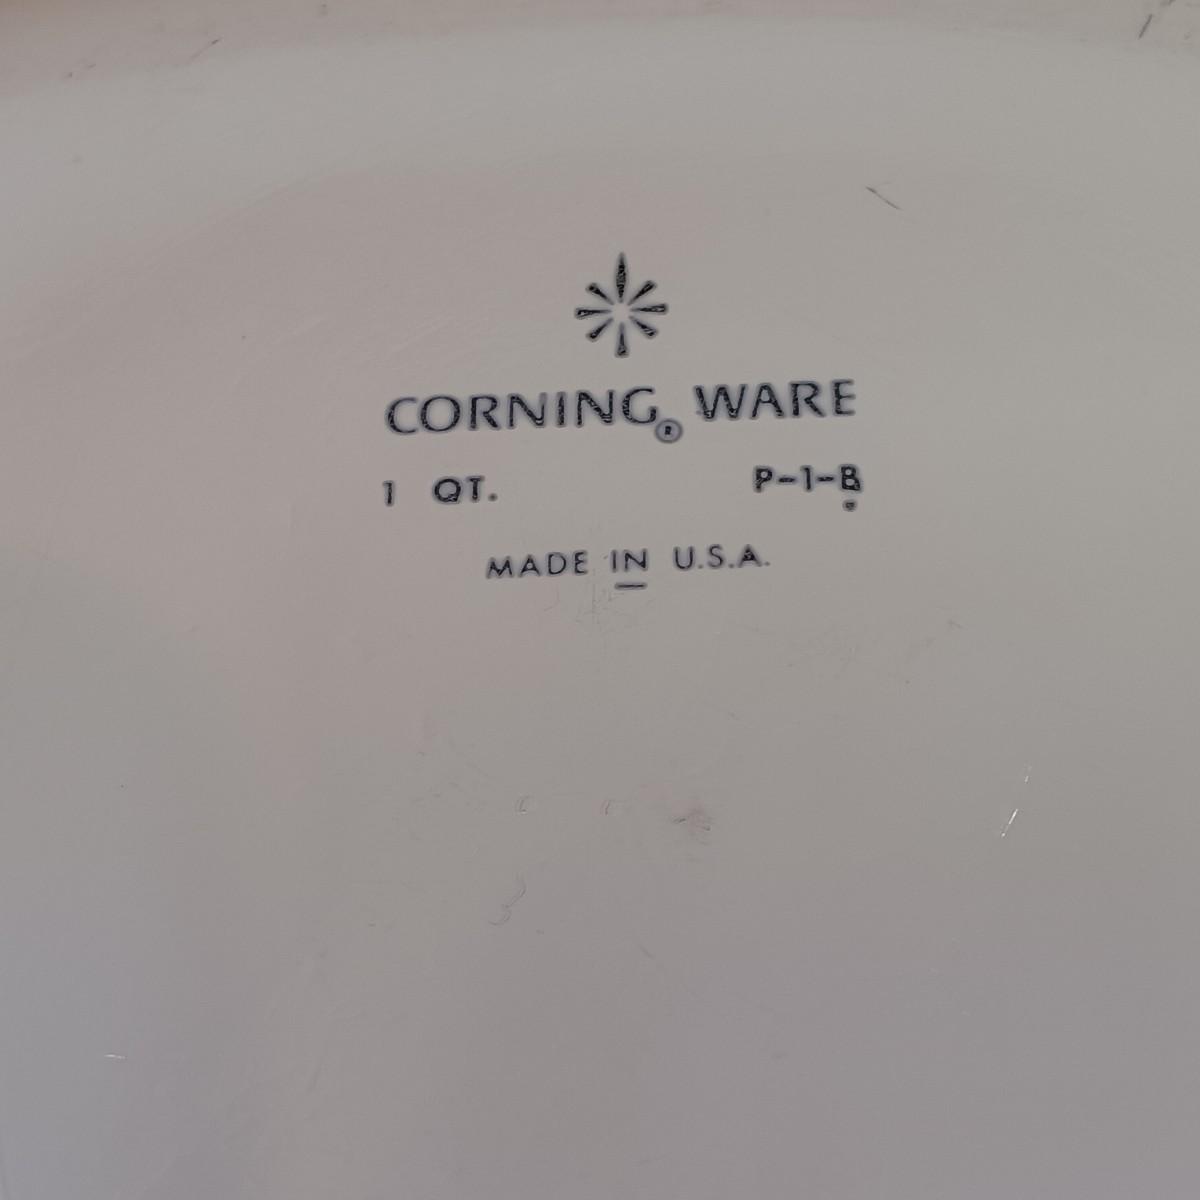 CORNING® WARE
1 QT. P-1-B
MADE IN U.S.A.